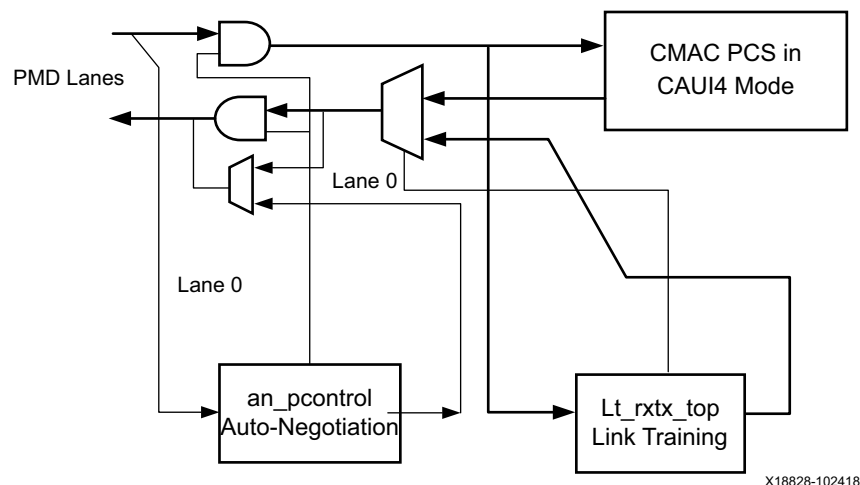 CMAC PCS in
CAUI4 Mode
PMD Lanes
Lane 0
Lane 0
an_pcontrol
Auto-Negotiation
Lt_rxtx_top
Link Training
X18828-102418